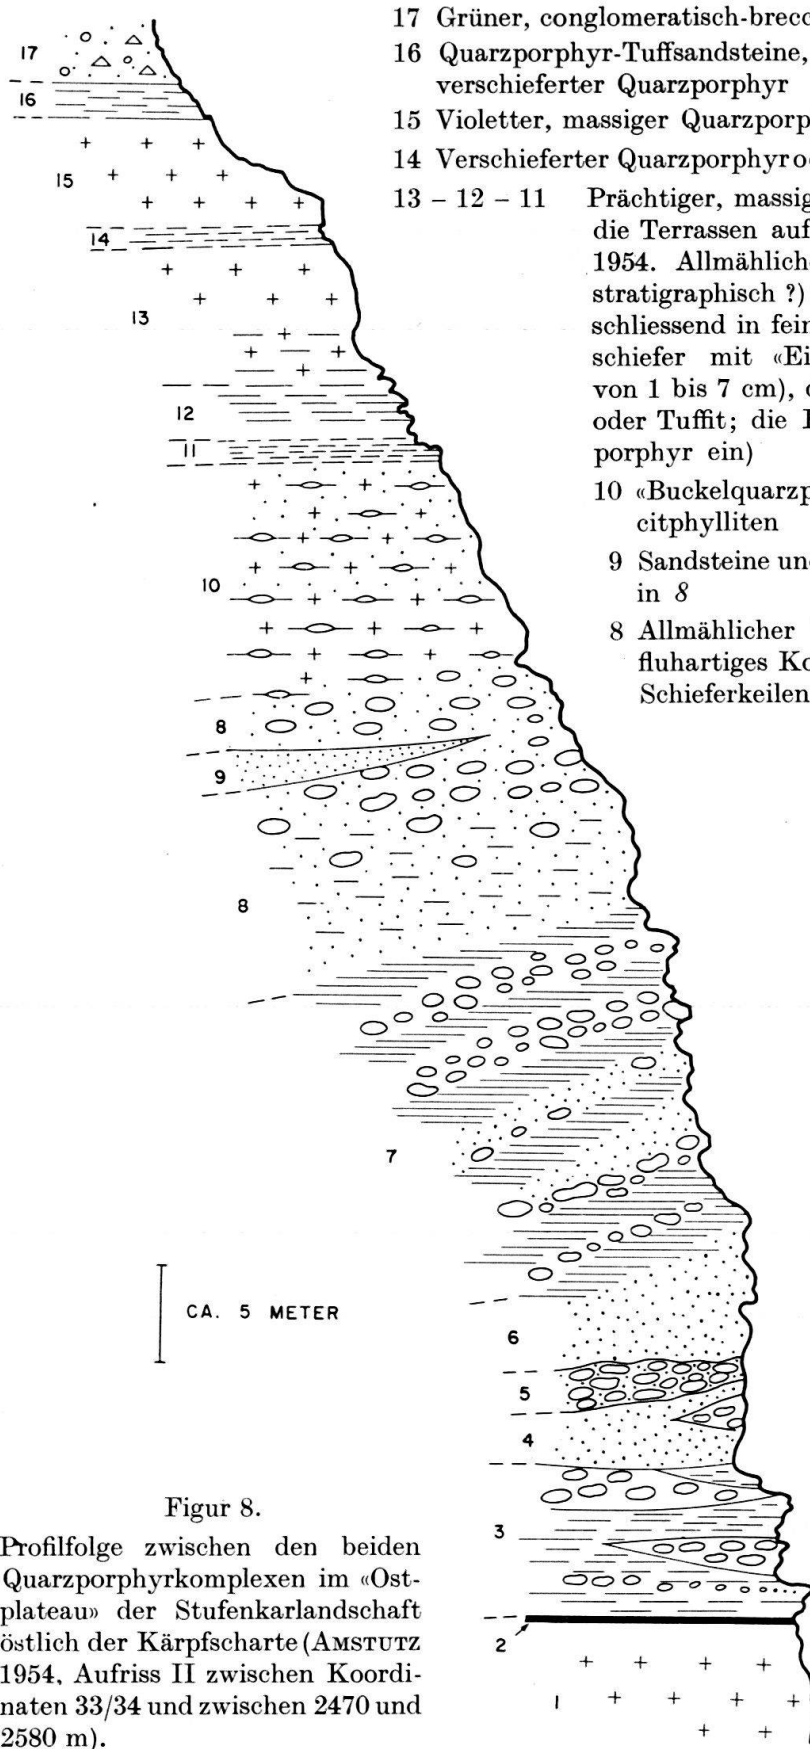 17 Grüner, conglomeratisch-brecc
16 Quarzporphyr-Tuffsandsteine,
verschieferter Quarzporphyr
15 Violetter, massiger Quarzporp
14 Verschieferter Quarzporphyr o
13 – 12 – 11 Prächtiger, massig
die Terrassen auf
1954. Allmählich
stratigraphisch ?)
schliessend in fein
schiefer mit «Ei
von 1 bis 7 cm),
oder Tuffit; die
porphyr ein)
10 «Buckelquarzp
citphylliten
9 Sandsteine un
in 8
8 Allmählicher
fluhartiges Ko
Schieferkeilen
17
16
15
14
13
12
11
10
8
9
8
7
CA. 5 METER
6
5
4
3
2
1
Figur 8.
Profilfolge zwischen den beiden
Quarzporphyrkomplexen im «Ost-
plateau» der Stufenkarlandschaft
östlich der Kärpfscharte (AMSTUTZ
1954, Aufriss II zwischen Koordi-
naten 33/34 und zwischen 2470 und
2580 m).